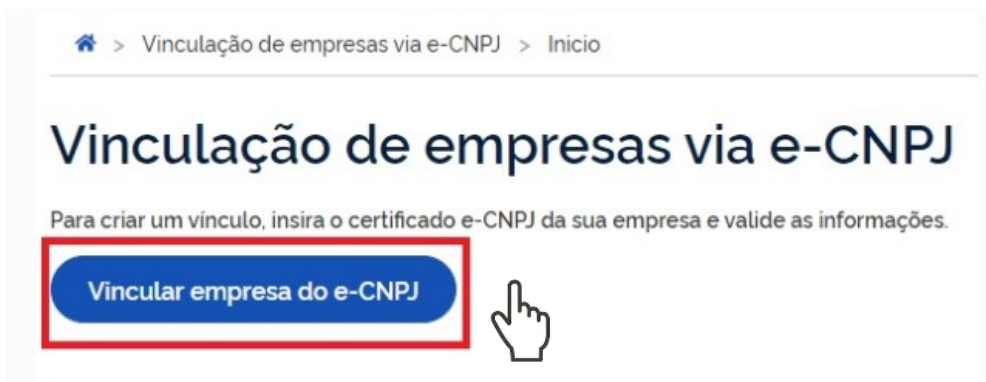 > Vinculação de empresas via e-CNPJ > Inicio
Vinculação de empresas via e-CNPJ
Para criar um vínculo, insira o certificado e-CNPJ da sua empresa e valide as informações.
Vincular empresa do e-CNPJ